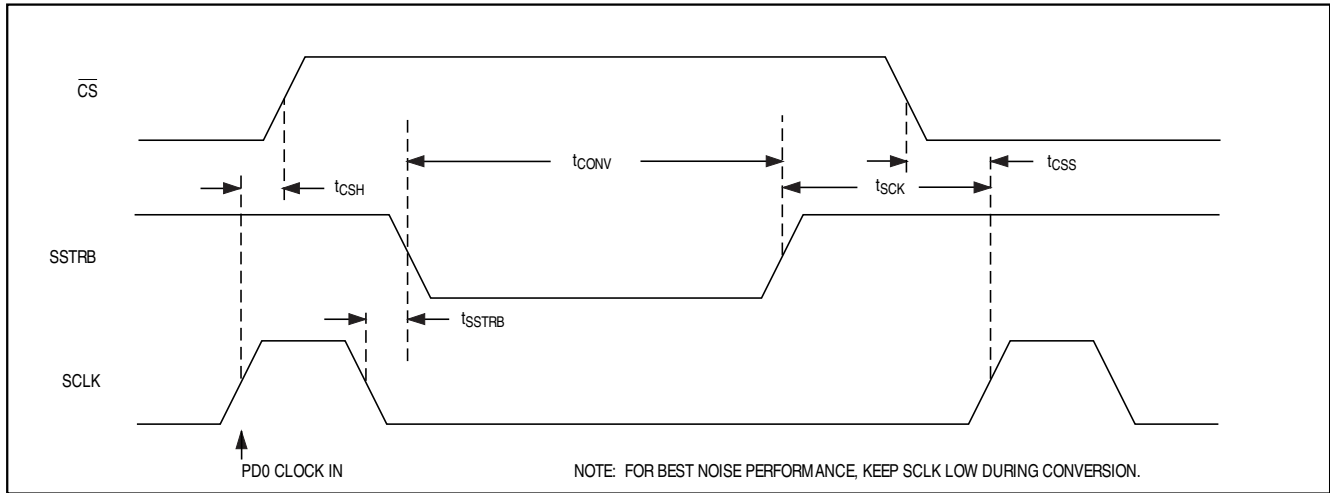 CS
tCONV
tCSS
tCSH
tSCK
SSTRB
tSSTRB
SCLK
PD0 CLOCK IN
NOTE: FOR BEST NOISE PERFORMANCE, KEEP SCLK LOW DURING CONVERSION.